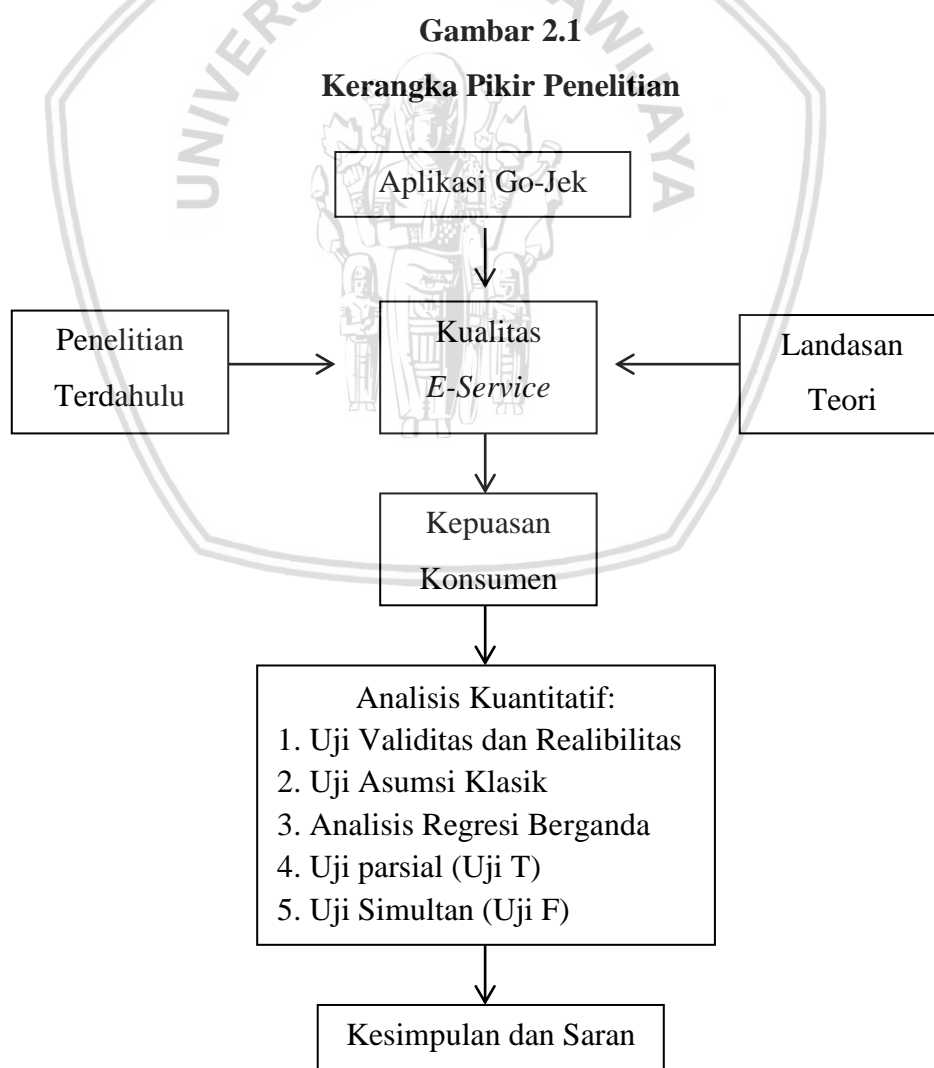 Gambar 2.1
Kerangka Pikir Penelitian
Aplikasi Go-Jek
Penelitian
Terdahulu
Kualitas
E-Service
Landasan
Teori
Kepuasan
Konsumen
Analisis Kuantitatif:
1. Uji Validitas dan Realibilitas
2. Uji Asumsi Klasik
3. Analisis Regresi Berganda
4. Uji parsial (Uji T)
5. Uji Simultan (Uji F)
Kesimpulan dan Saran
UNIVERS
AWIJAYA